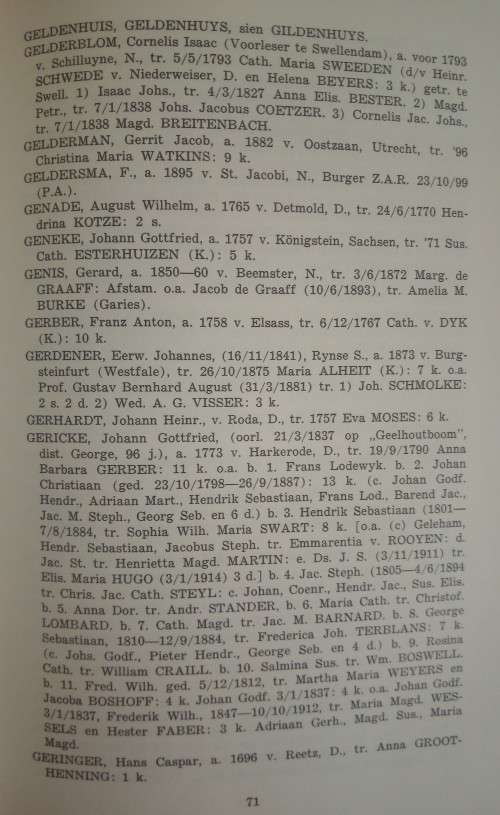 GELDENHUIS, GELDENHUYS, sien GILDENHUYS.
GELDERBLOM, Cornelis Isaac (Voorleser te Swellendam), a. voor 1793
v. Schilluyne, N., tr. 5/5/1793 Cath. Maria SWEEDEN (d/v Heinr.
SCHWEDE v. Niederweiser, D. en Helena BEYERS: 3 k.) getr. te
Swell. 1) Isaac Johs., tr. 4/3/1827 Anna Elis. BESTER. 2) Magd.
Petr., tr. 7/1/1838 Johs. Jacobus COETZER. 3) Cornelis Jac. Johs.,
tr. 7/1/1838 Magd. BREITENBACH.
GELDERMAN, Gerrit Jacob, a. 1882 v. Oostzaan, Utrecht, tr. '96
Christina Maria WATKINS: 9 k.
GELDERSMA, F., a. 1895 v. St. Jacobi, N., Burger Z.A.R. 23/10/99
(P.A.).
GENADE, August Wilhelm, a. 1765 v. Detmold, D., tr. 24/6/1770 Hen-
drina KOTZE: 2 s.
GENEKE, Johann Gottfried, a. 1757 v. Königstein, Sachsen, tr. '71 Sus.
Cath. ESTERHUIZEN (K.): 5 k.
GENIS, Gerard, a. 1850—60 v. Beemster, N., tr. 3/6/1872 Marg. de
GRAAFF: Afstam. o.a. Jacob de Graaff (10/6/1893), tr. Amelia M.
BURKE (Garies).
GERBER, Franz Anton, a. 1758 v. Elsass, tr. 6/12/1767 Cath. v. DYK
(K.): 10 k.
GERDENER, Eerw. Johannes, (16/11/1841), Rynse S., a. 1873 v. Burg-
steinfurt (Westfale), tr. 26/10/1875 Maria ALHEIT (K.): 7 k. o.a.
Prof. Gustav Bernhard August (31/3/1881) tr. 1) Joh. SCHMOLKE:
2 s. 2 d. 2) Wed. A. G. VISSER: 3 k.
GERHARDT, Johann Heinr., v. Roda, D., tr. 1757 Eva MOSES: 6 k.
GERICKE, Johann Gottfried, (oorl. 21/3/1837 op „Geelhoutboom",
dist. George, 96 j.), a. 1773 v. Harkerode, D., tr. 19/9/1790 Anna
Barbara GERBER: 11 k. o.a. b. 1. Frans Lodewyk. b. 2. Johan
Christiaan (ged. 23/10/1798—26/9/1887): 13 k. (c. Johan Godf.
Hendr., Adriaan Mart., Hendrik Sebastiaan, Frans Lod., Barend Jac.,
Jac. M. Steph., Georg Seb. en 6 d.) b. 3. Hendrik Sebastiaan (1801—
7/8/1884, tr. Sophia Wilh. Maria SWART: 8 k. [o.a. (c) Geleham,
Hendr. Sebastiaan, Jacobus Steph. tr. Emmarentia v. ROOYEN: d.
Jac. St. tr. Henrietta Magd. MARTIN: e. Ds. J. S. (3/11/1911) tr.
Elis. Maria HUGO (3/1/1914) 3 d.] b. 4. Jac. Steph. (1805—4/6/1894
tr. Chris. Jac. Cath. STEYL: c. Johan, Coenr., Hendr. Jac., Sus. Elis.
b. 5. Anna Dor. tr. Andr. STANDER, b. 6. Maria Cath. tr. Christof.
LOMBARD. b. 7. Cath. Magd. tr. Jac. M. BARNARD. b. 8. George
Sebastiaan, 1810—12/9/1884, tr. Frederica Joh. TERBLANS: 7 k.
(c. Johs. Godf., Pieter Hendr., George Seb. en 4 d.) b. 9. Rosina
Cath. tr. William CRAILL. b. 10. Salmina Sus. tr. Wm. BOSWELL.
b. 11. Fred. Wilh. ged. 5/12/1812, tr. Martha Maria WEYERS en
Jacoba BOSHOFF: 4 k. Johan Godf. 3/1/1837: 4 k. o.a. Johan Godf.
3/1/1837, Frederik Wilh., 1847—10/10/1912, tr. Maria Magd. WES-
SELS en Hester FABER: 3 k. Adriaan Gerh., Magd. Sus., Maria
Magd.
GERINGER, Hans Caspar, a. 1696 v. Reetz, D., tr. Anna GROOT-
HENNING: 1 k.
71